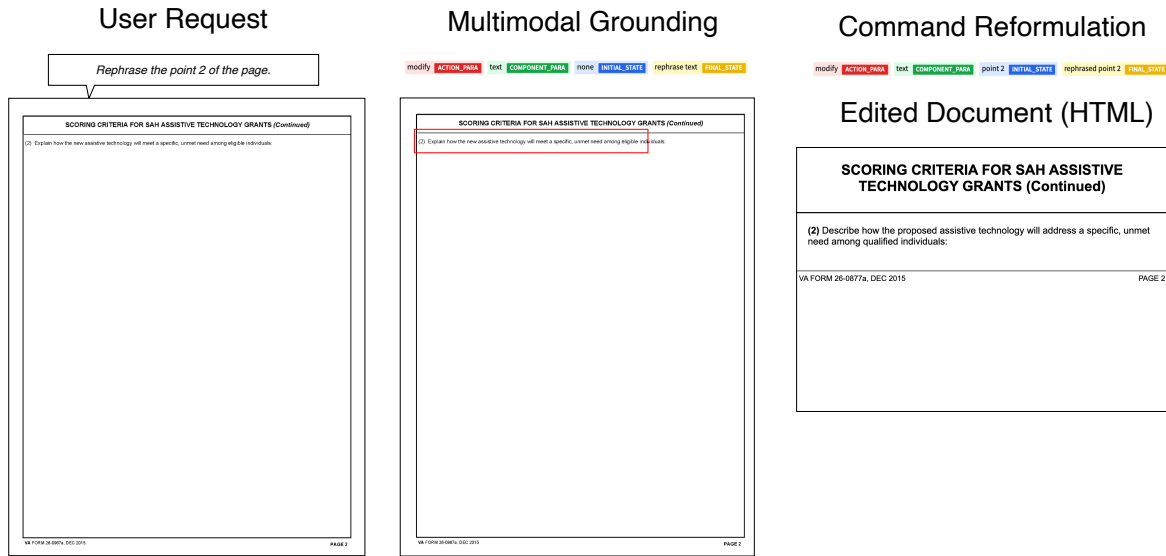 User Request
Rephrase the point 2 of the page.
SCORING CRITERIA FOR SAH ASSISTIVE TECHNOLOGY GRANTS (Continued)
(2) Explain how the new assistive technology will meet a specific, unmet need among eligible individuals:
VA FORM 26-0967a, DEC 2015
PAGE 2
Multimodal Grounding
modify ACTION_PARA text COMPONENT_PARA none INITIAL_STATE rephrase text FINAL_STATE
SCORING CRITERIA FOR SAH ASSISTIVE TECHNOLOGY GRANTS (Continued)
(2) Explain how the new assistive technology will meet a specific, unmet need among eligible individuals:
VA FORM 26-0967a, DEC 2015
PAGE 2
Command Reformulation
modify ACTION_PARA text COMPONENT_PARA point 2 INITIAL_STATE rephrased point 2 FINAL_STATE
Edited Document (HTML)
SCORING CRITERIA FOR SAH ASSISTIVE
TECHNOLOGY GRANTS (Continued)
(2) Describe how the proposed assistive technology will address a specific, unmet
need among qualified individuals:
VA FORM 26-0877a, DEC 2015
PAGE 2